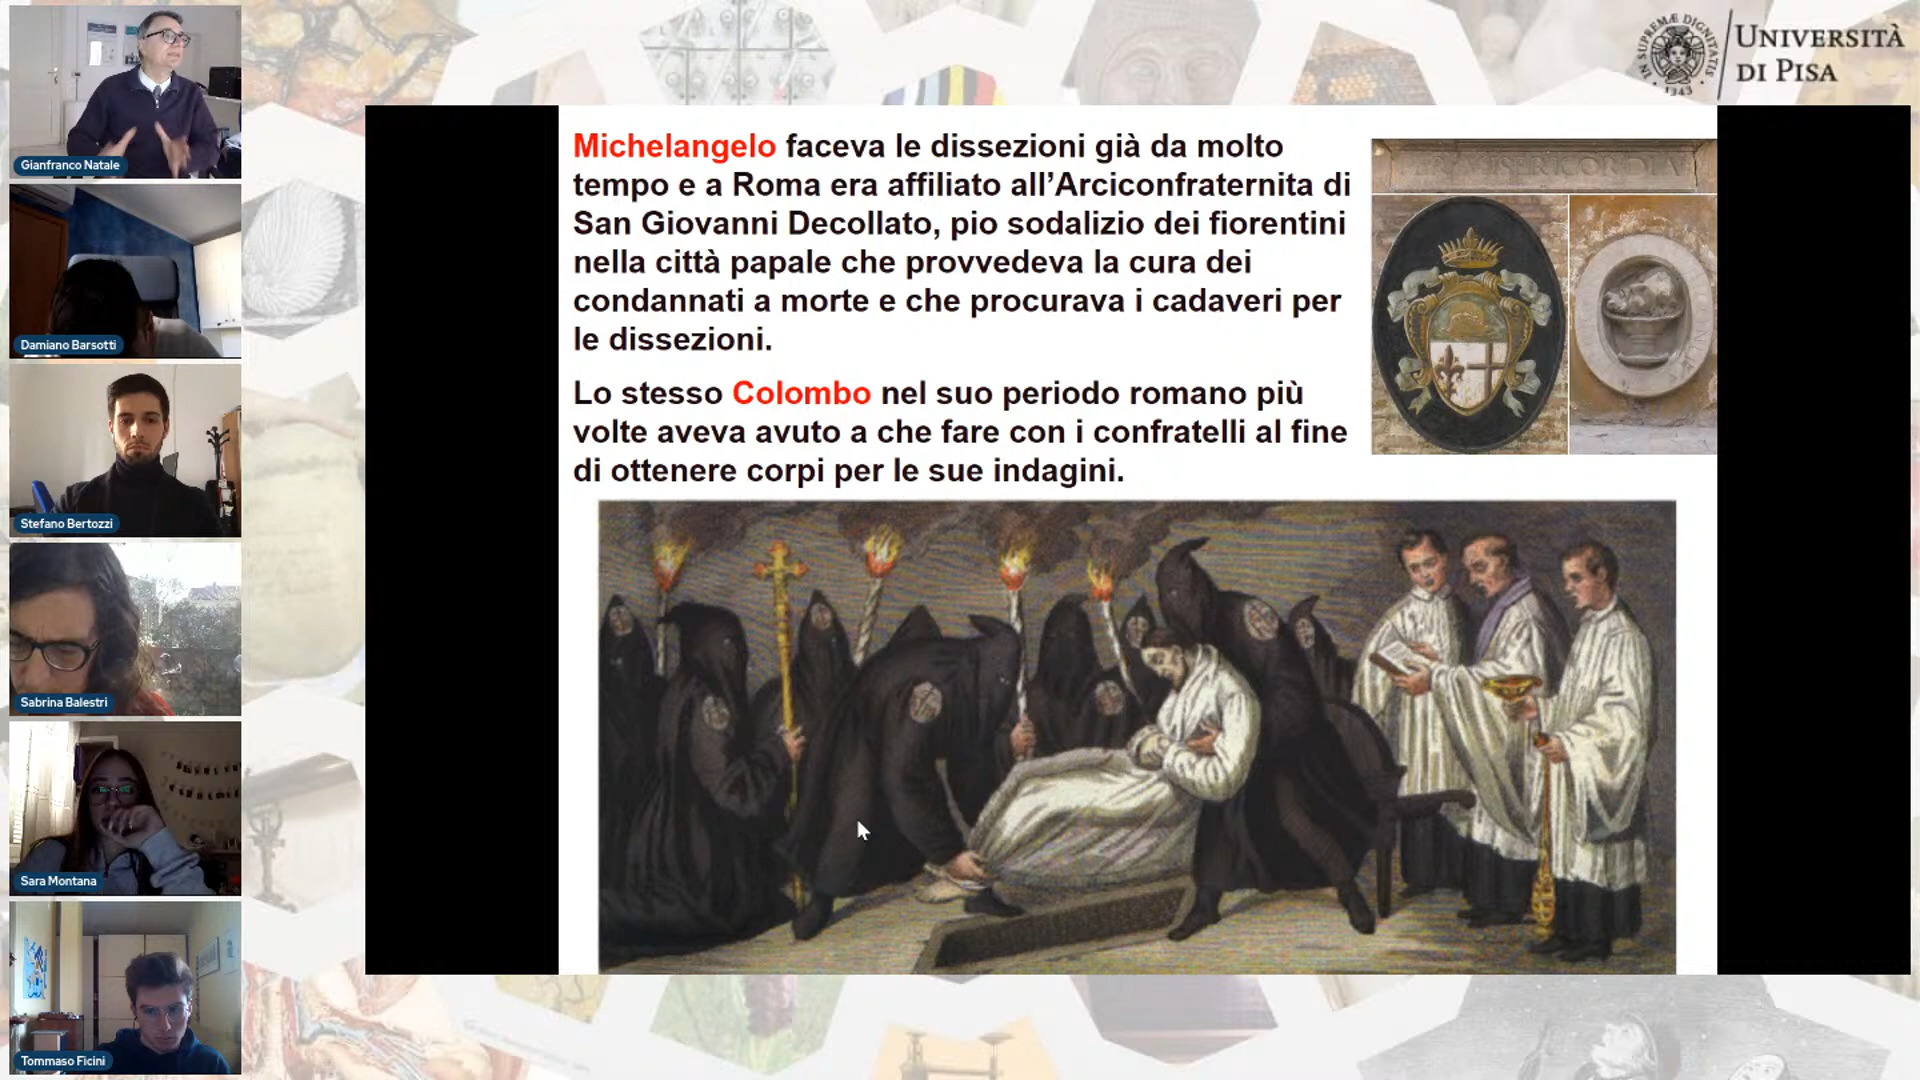 Gianfranco Natale
Damiano Barsotti
Stefano Bertozzi
Sabrina Balestri
Sara Montana
Tommaso Ficini
IN SUPREMÆ DIGNITATIS
1343
UNIVERSITÀ
DI PISA
Michelangelo faceva le dissezioni già da molto
tempo e a Roma era affiliato all’Arciconfraternita di
San Giovanni Decollato, pio sodalizio dei fiorentini
nella città papale che provvedeva la cura dei
condannati a morte e che procurava i cadaveri per
le dissezioni.
Lo stesso Colombo nel suo periodo romano più
volte aveva avuto a che fare con i confratelli al fine
di ottenere corpi per le sue indagini.